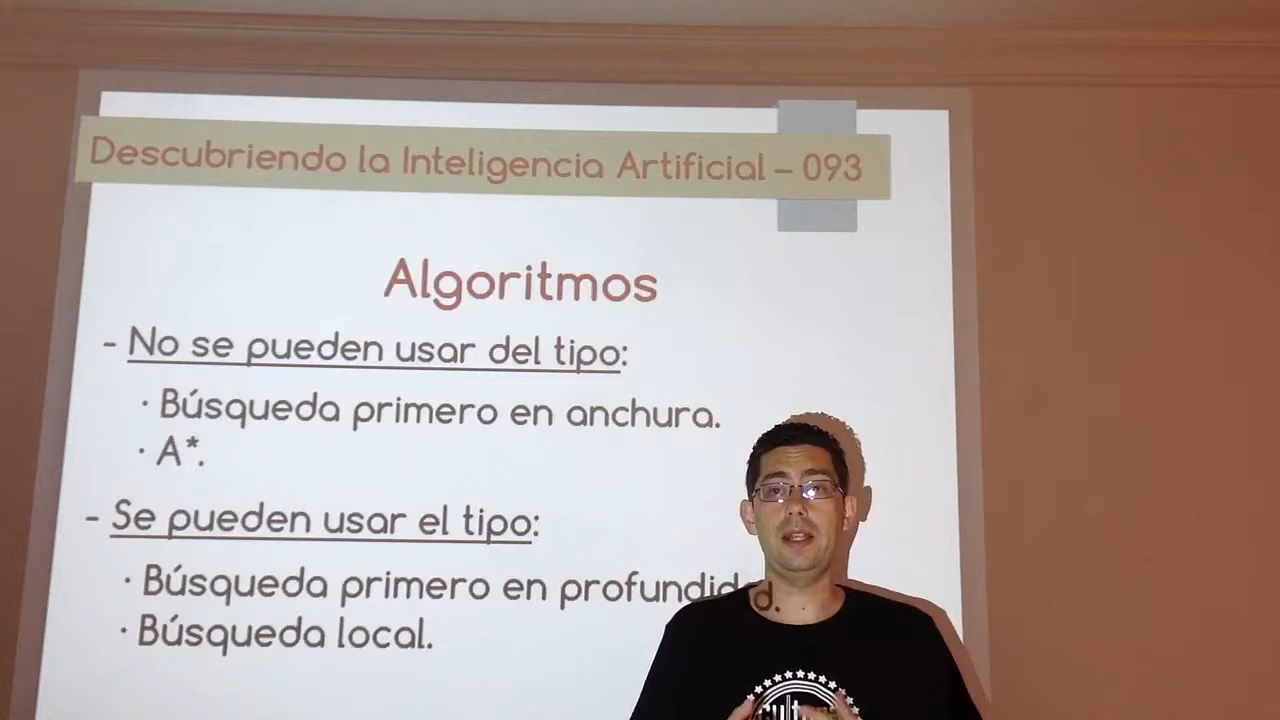 Descubriendo la Inteligencia Artificial – 093
Algoritmos
- No se pueden usar del tipo:
· Búsqueda primero en anchura.
· A*.
- Se pueden usar el tipo:
· Búsqueda primero en profundidad.
· Búsqueda local.